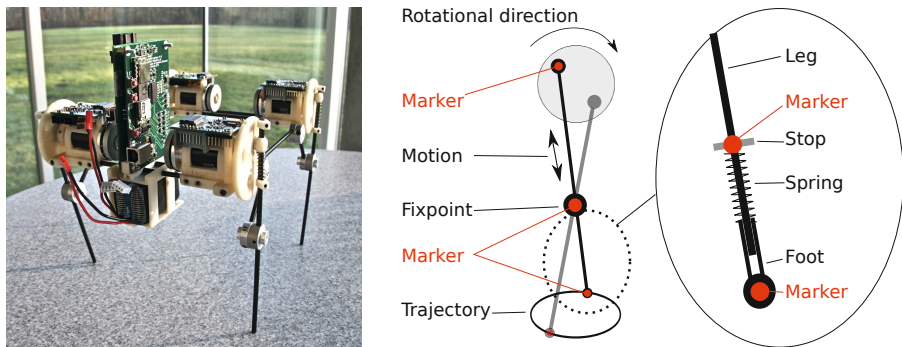 Rotational direction
Marker
Motion
Fixpoint
Marker
Trajectory
Leg
Marker
Stop
Spring
Foot
Marker